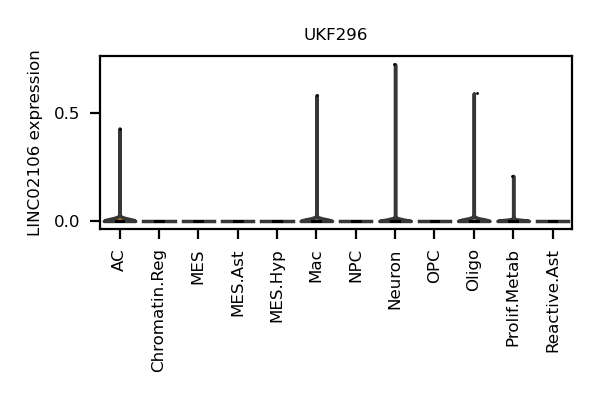 UKF296
LINC02106 expression
0.5
0.0
AC
Chromatin.Reg
MES
MES.Ast
MES.Hyp
Mac
NPC
Neuron
OPC
Oligo
Prolif.Metab
Reactive.Ast